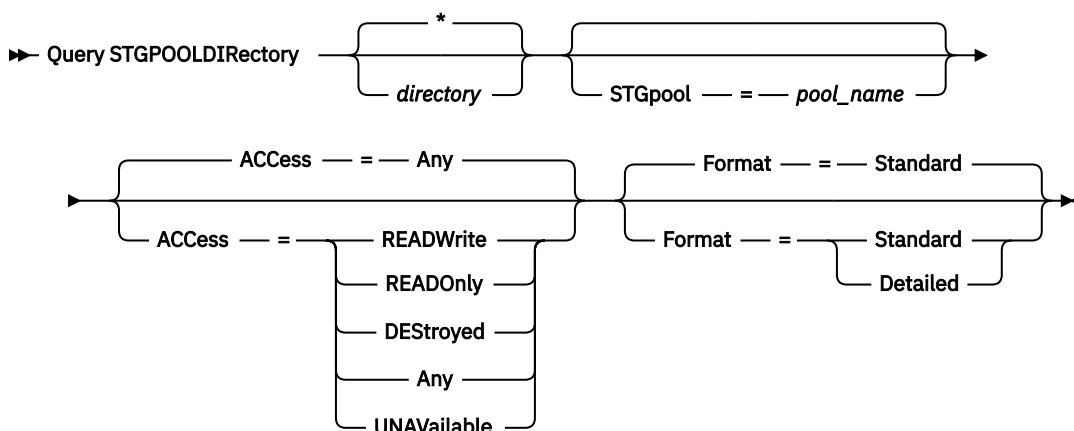 *
Query STGPOOLDIRectory
directory
STGpool = pool_name
ACCess = Any
Format = Standard
ACCess = READWrite
Format = Standard
READOnly
Detailed
DEStroyed
Any
UNAVailable